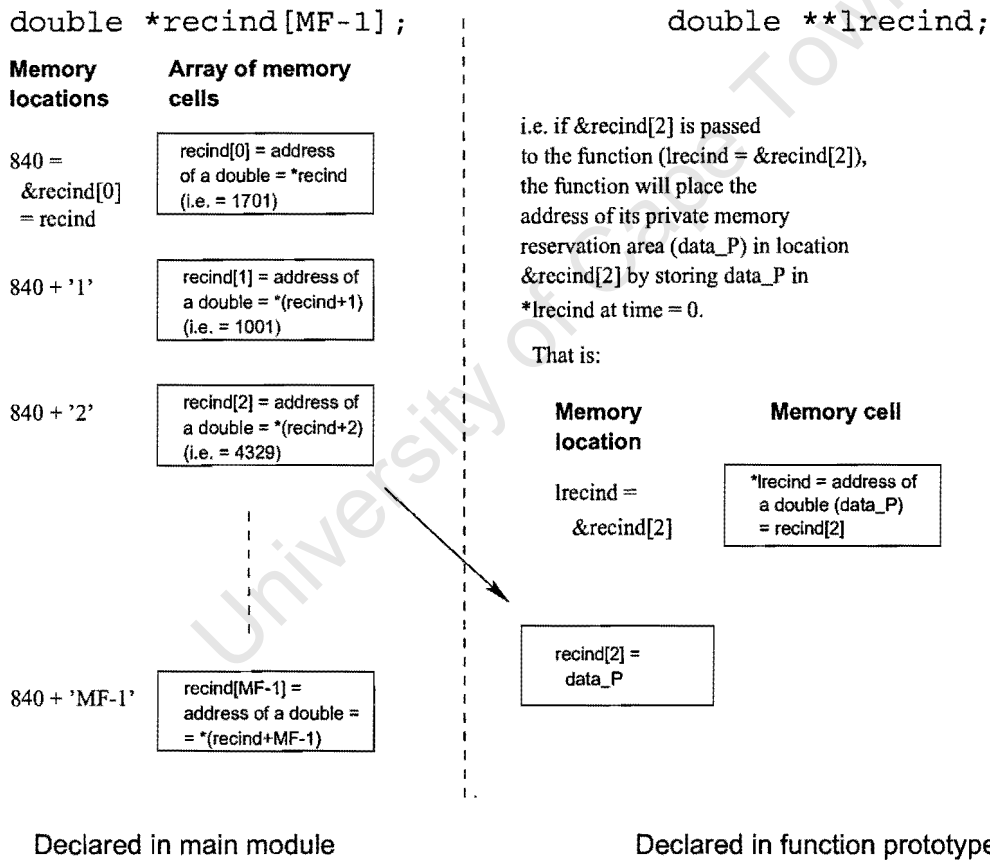 double *recind[MF-1];
Memory locations
Array of memory cells
840 =
&recind[0]
= recind
recind[0] = address
of a double = *recind
(i.e. = 1701)
840 + '1'
recind[1] = address of
a double = *(recind+1)
(i.e. = 1001)
840 + '2'
recind[2] = address of
a double = *(recind+2)
(i.e. = 4329)
840 + 'MF-1'
recind[MF-1] =
address of a double =
= *(recind+MF-1)
Declared in main module
double **lrecind;
i.e. if &recind[2] is passed
to the function (lrecind = &recind[2]),
the function will place the
address of its private memory
reservation area (data_P) in location
&recind[2] by storing data_P in
*lrecind at time = 0.
That is:
Memory
location
Memory cell
lrecind =
&recind[2]
*lrecind = address of
a double (data_P)
= recind[2]
recind[2] =
data_P
Declared in function prototype
University of Cape Town